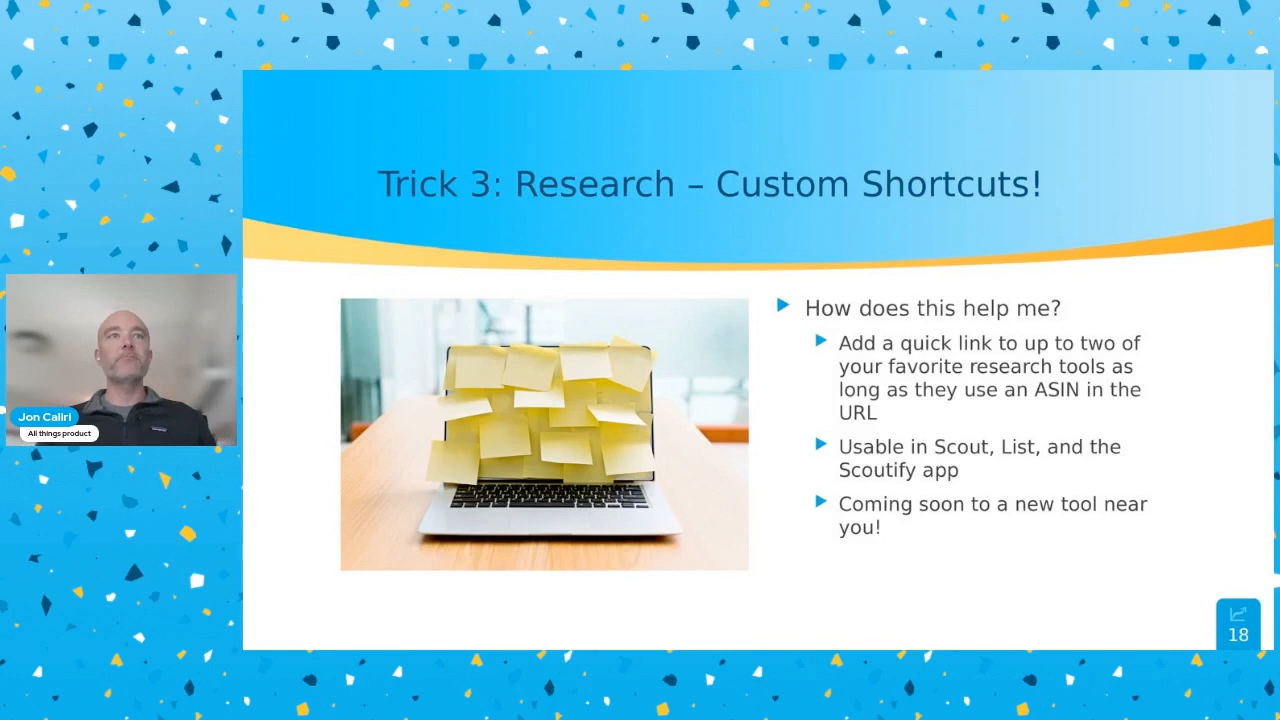 Trick 3: Research – Custom Shortcuts!
How does this help me?
Add a quick link to up to two of
your favorite research tools as
long as they use an ASIN in the
URL
Usable in Scout, List, and the
Scoutify app
Coming soon to a new tool near
you!
Jon Caliri
All things product
18